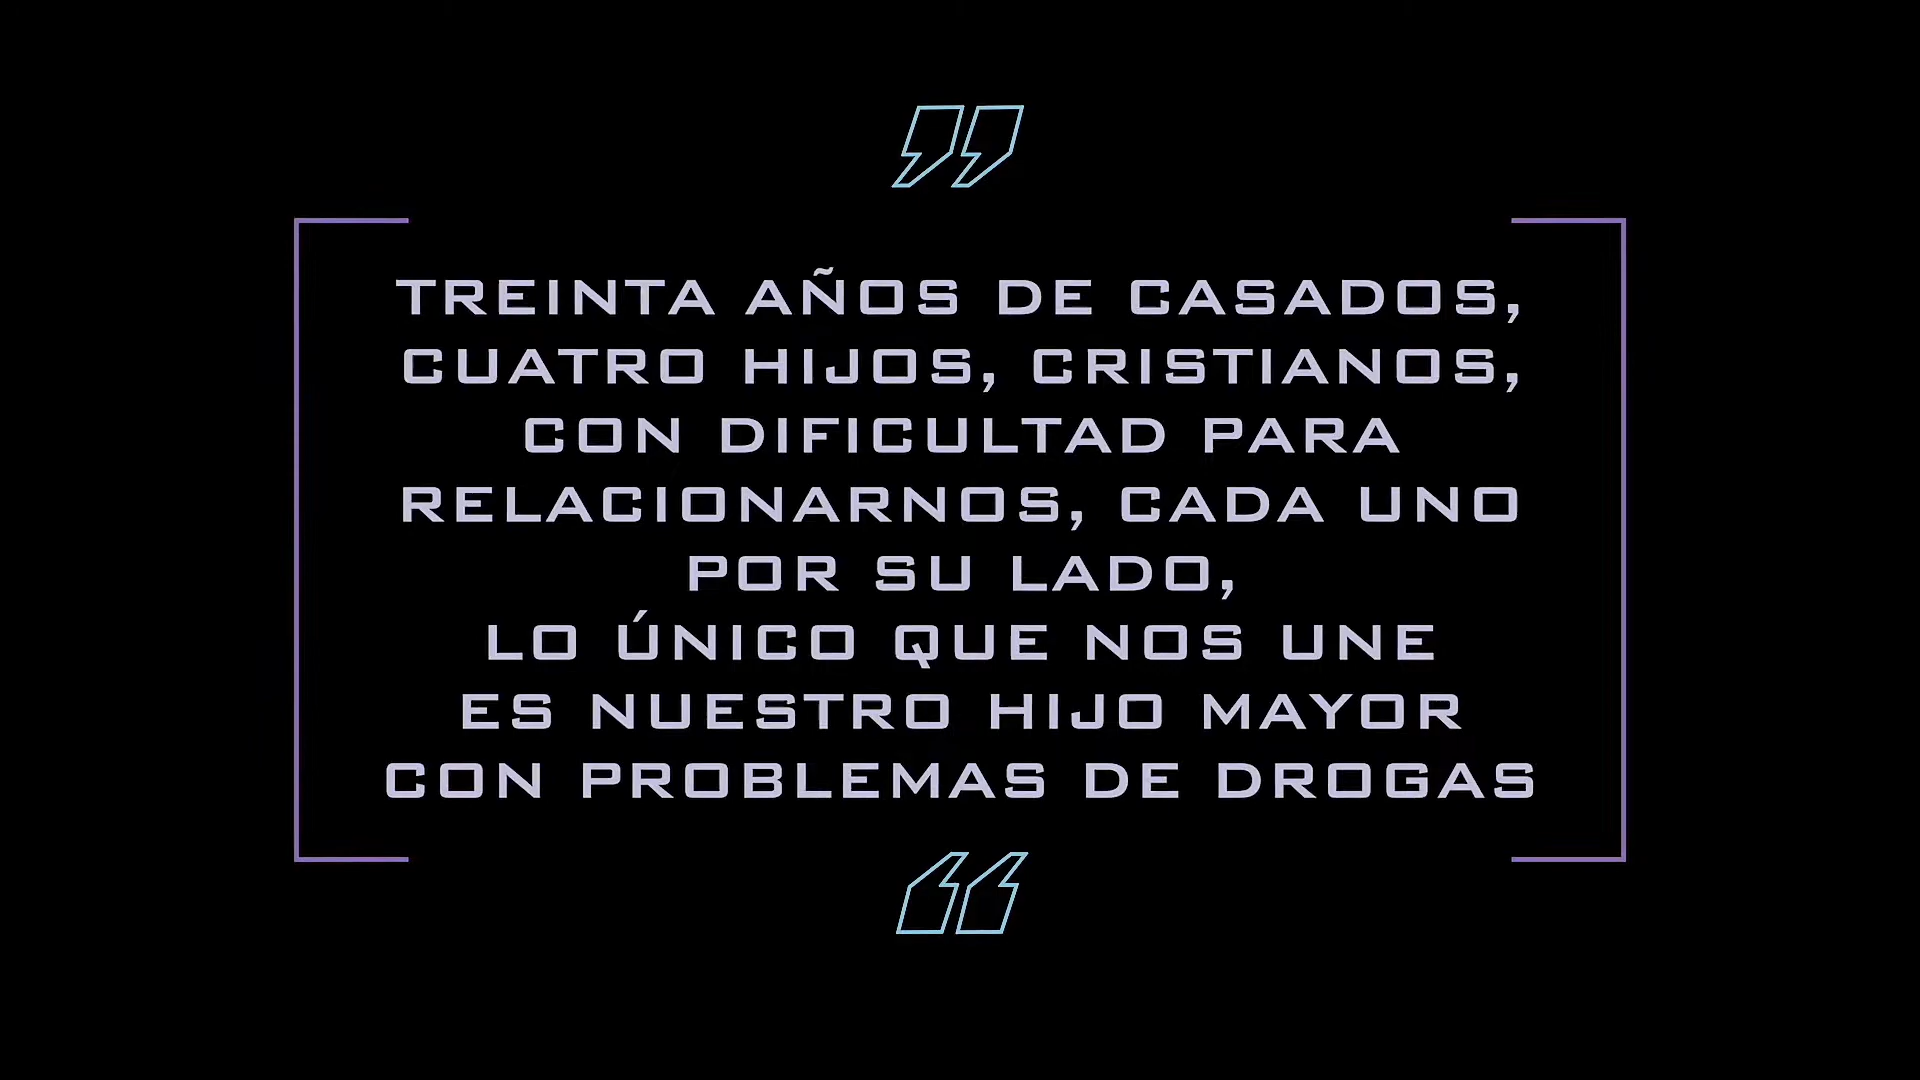 TREINTA AÑOS DE CASADOS,
CUATRO HIJOS, CRISTIANOS,
CON DIFICULTAD PARA
RELACIONARNOS, CADA UNO
POR SU LADO,
LO ÚNICO QUE NOS UNE
ES NUESTRO HIJO MAYOR
CON PROBLEMAS DE DROGAS